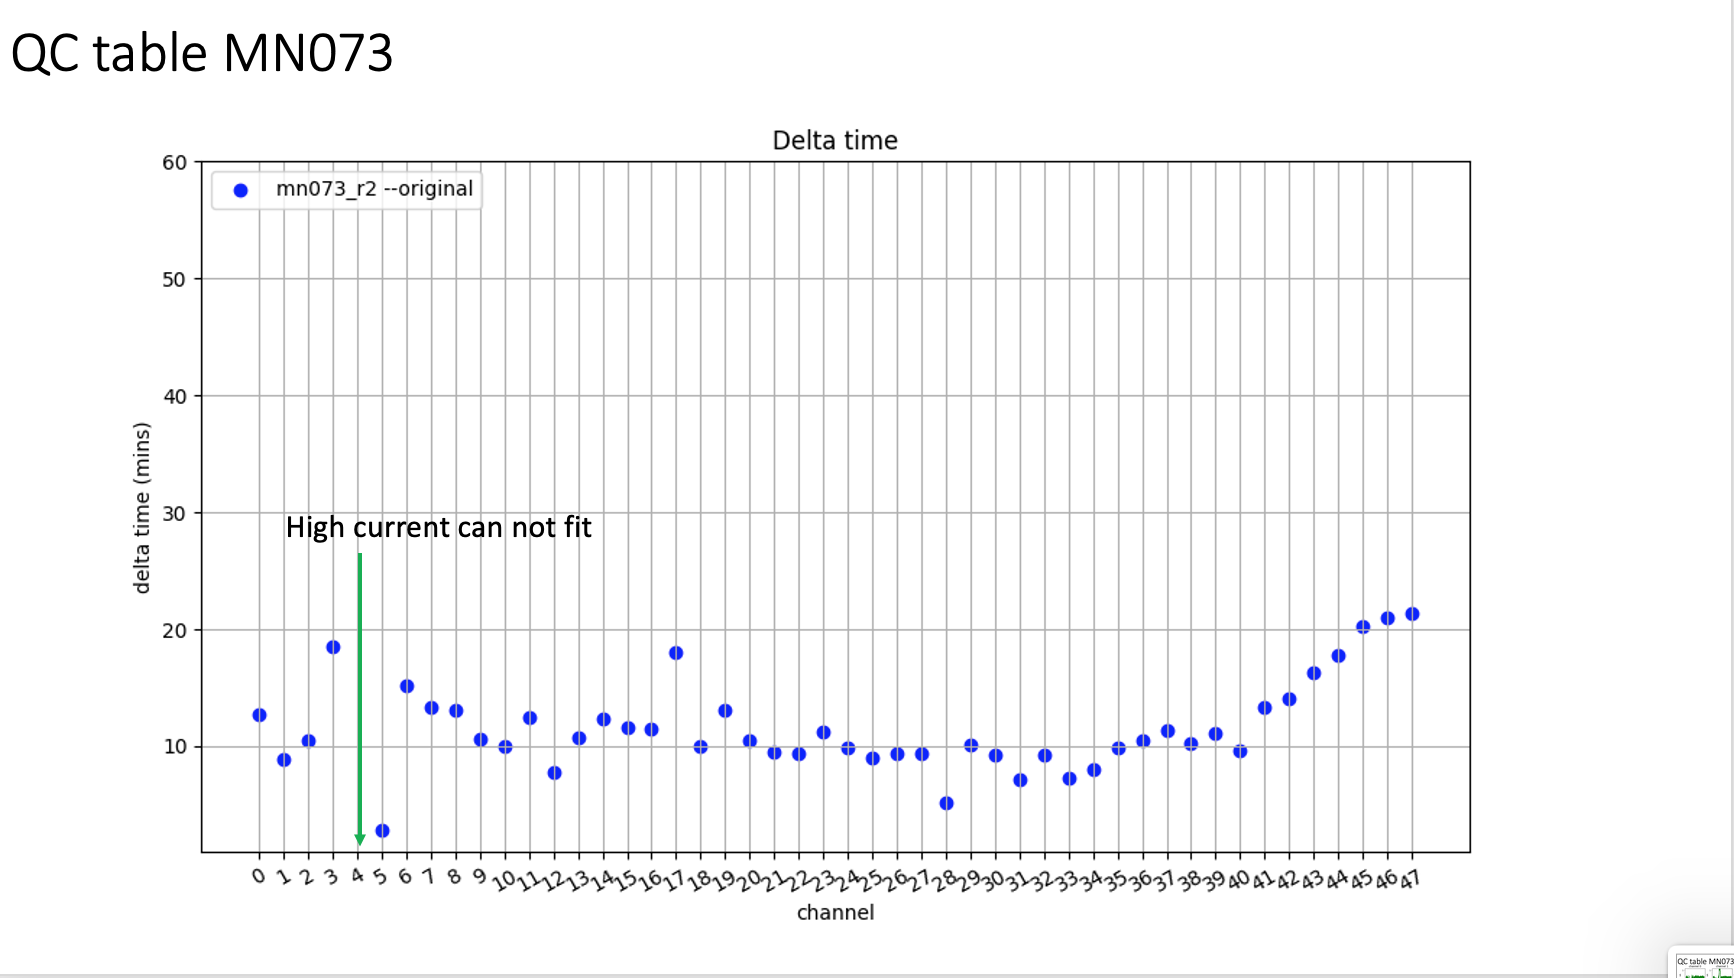 QC table MN073
Delta time
60
mn073_r2 --original
50
40
30
High current can not fit
20
10
delta time (mins)
0 1 2 3 4 5 6 7 8 9 10 11 12 13 14 15 16 17 18 19 20 21 22 23 24 25 26 27 28 29 30 31 32 33 34 35 36 37 38 39 40 41 42 43 44 45 46 47
channel
QC table MN073